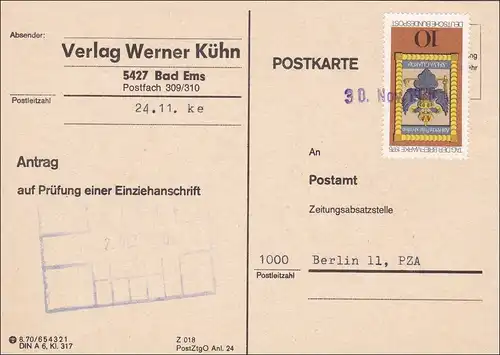 Absender:
Verlag Werner Kühn
5427 Bad Ems
Postfach 309/310
Postleitzahl
24.11. ke
Antrag
auf Prüfung einer Einziehanschrift
8.70/654321
DIN A 6, Kl. 317
Z 018
PostZtgO Anl. 24
POSTKARTE
10
DEUTSCHE BUNDESPOST
TAG DER BRIEFMARKE 1976
30. Nov.
An
Postamt
Zeitungsabsatzstelle
1000 Berlin 11, PZA
Postleitzahl